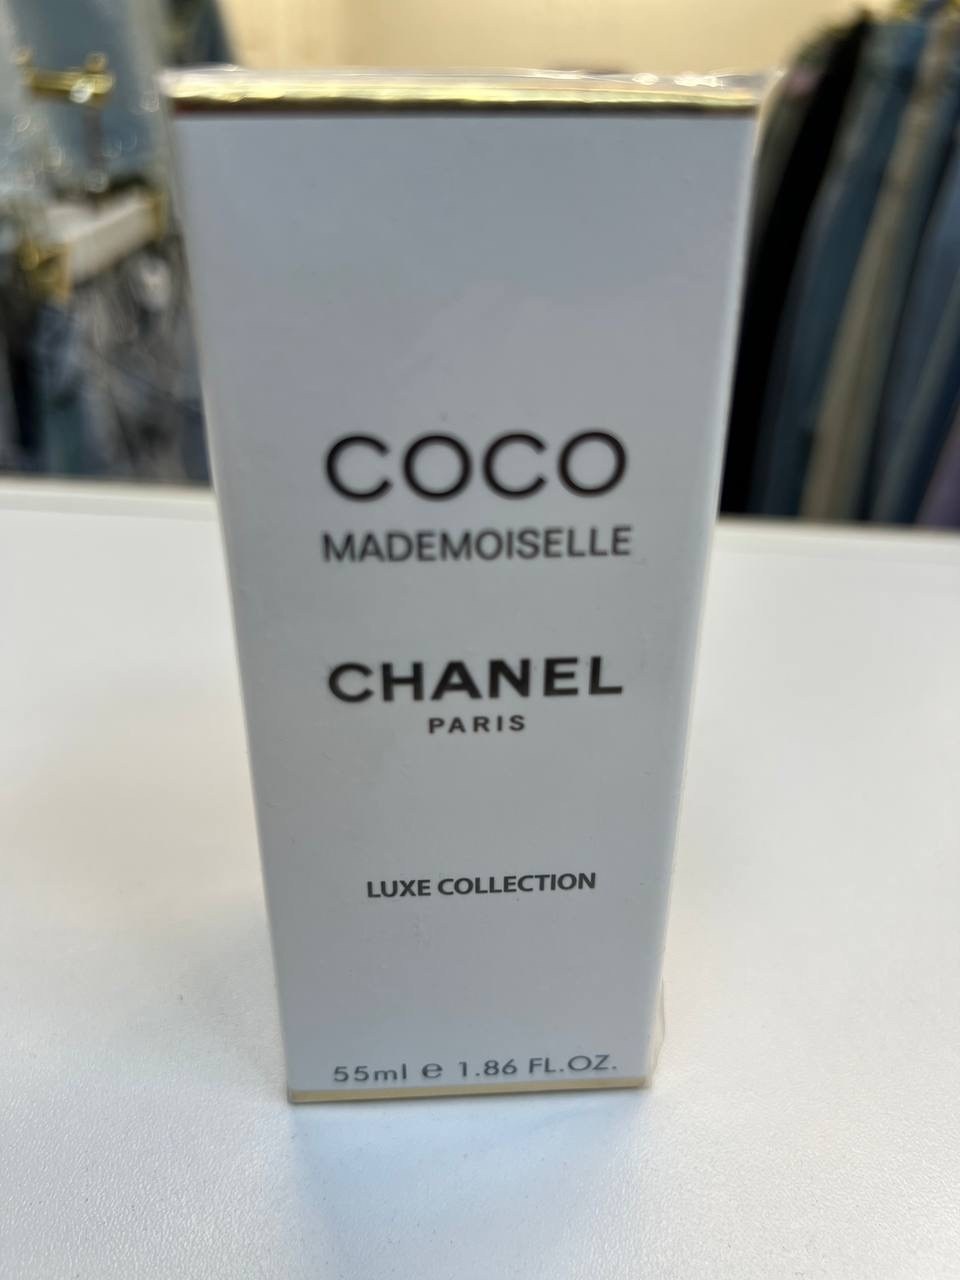 COCO
MADEMOISELLE
CHANEL
PARIS
LUXE COLLECTION
55ml e 1.86 FL.OZ.